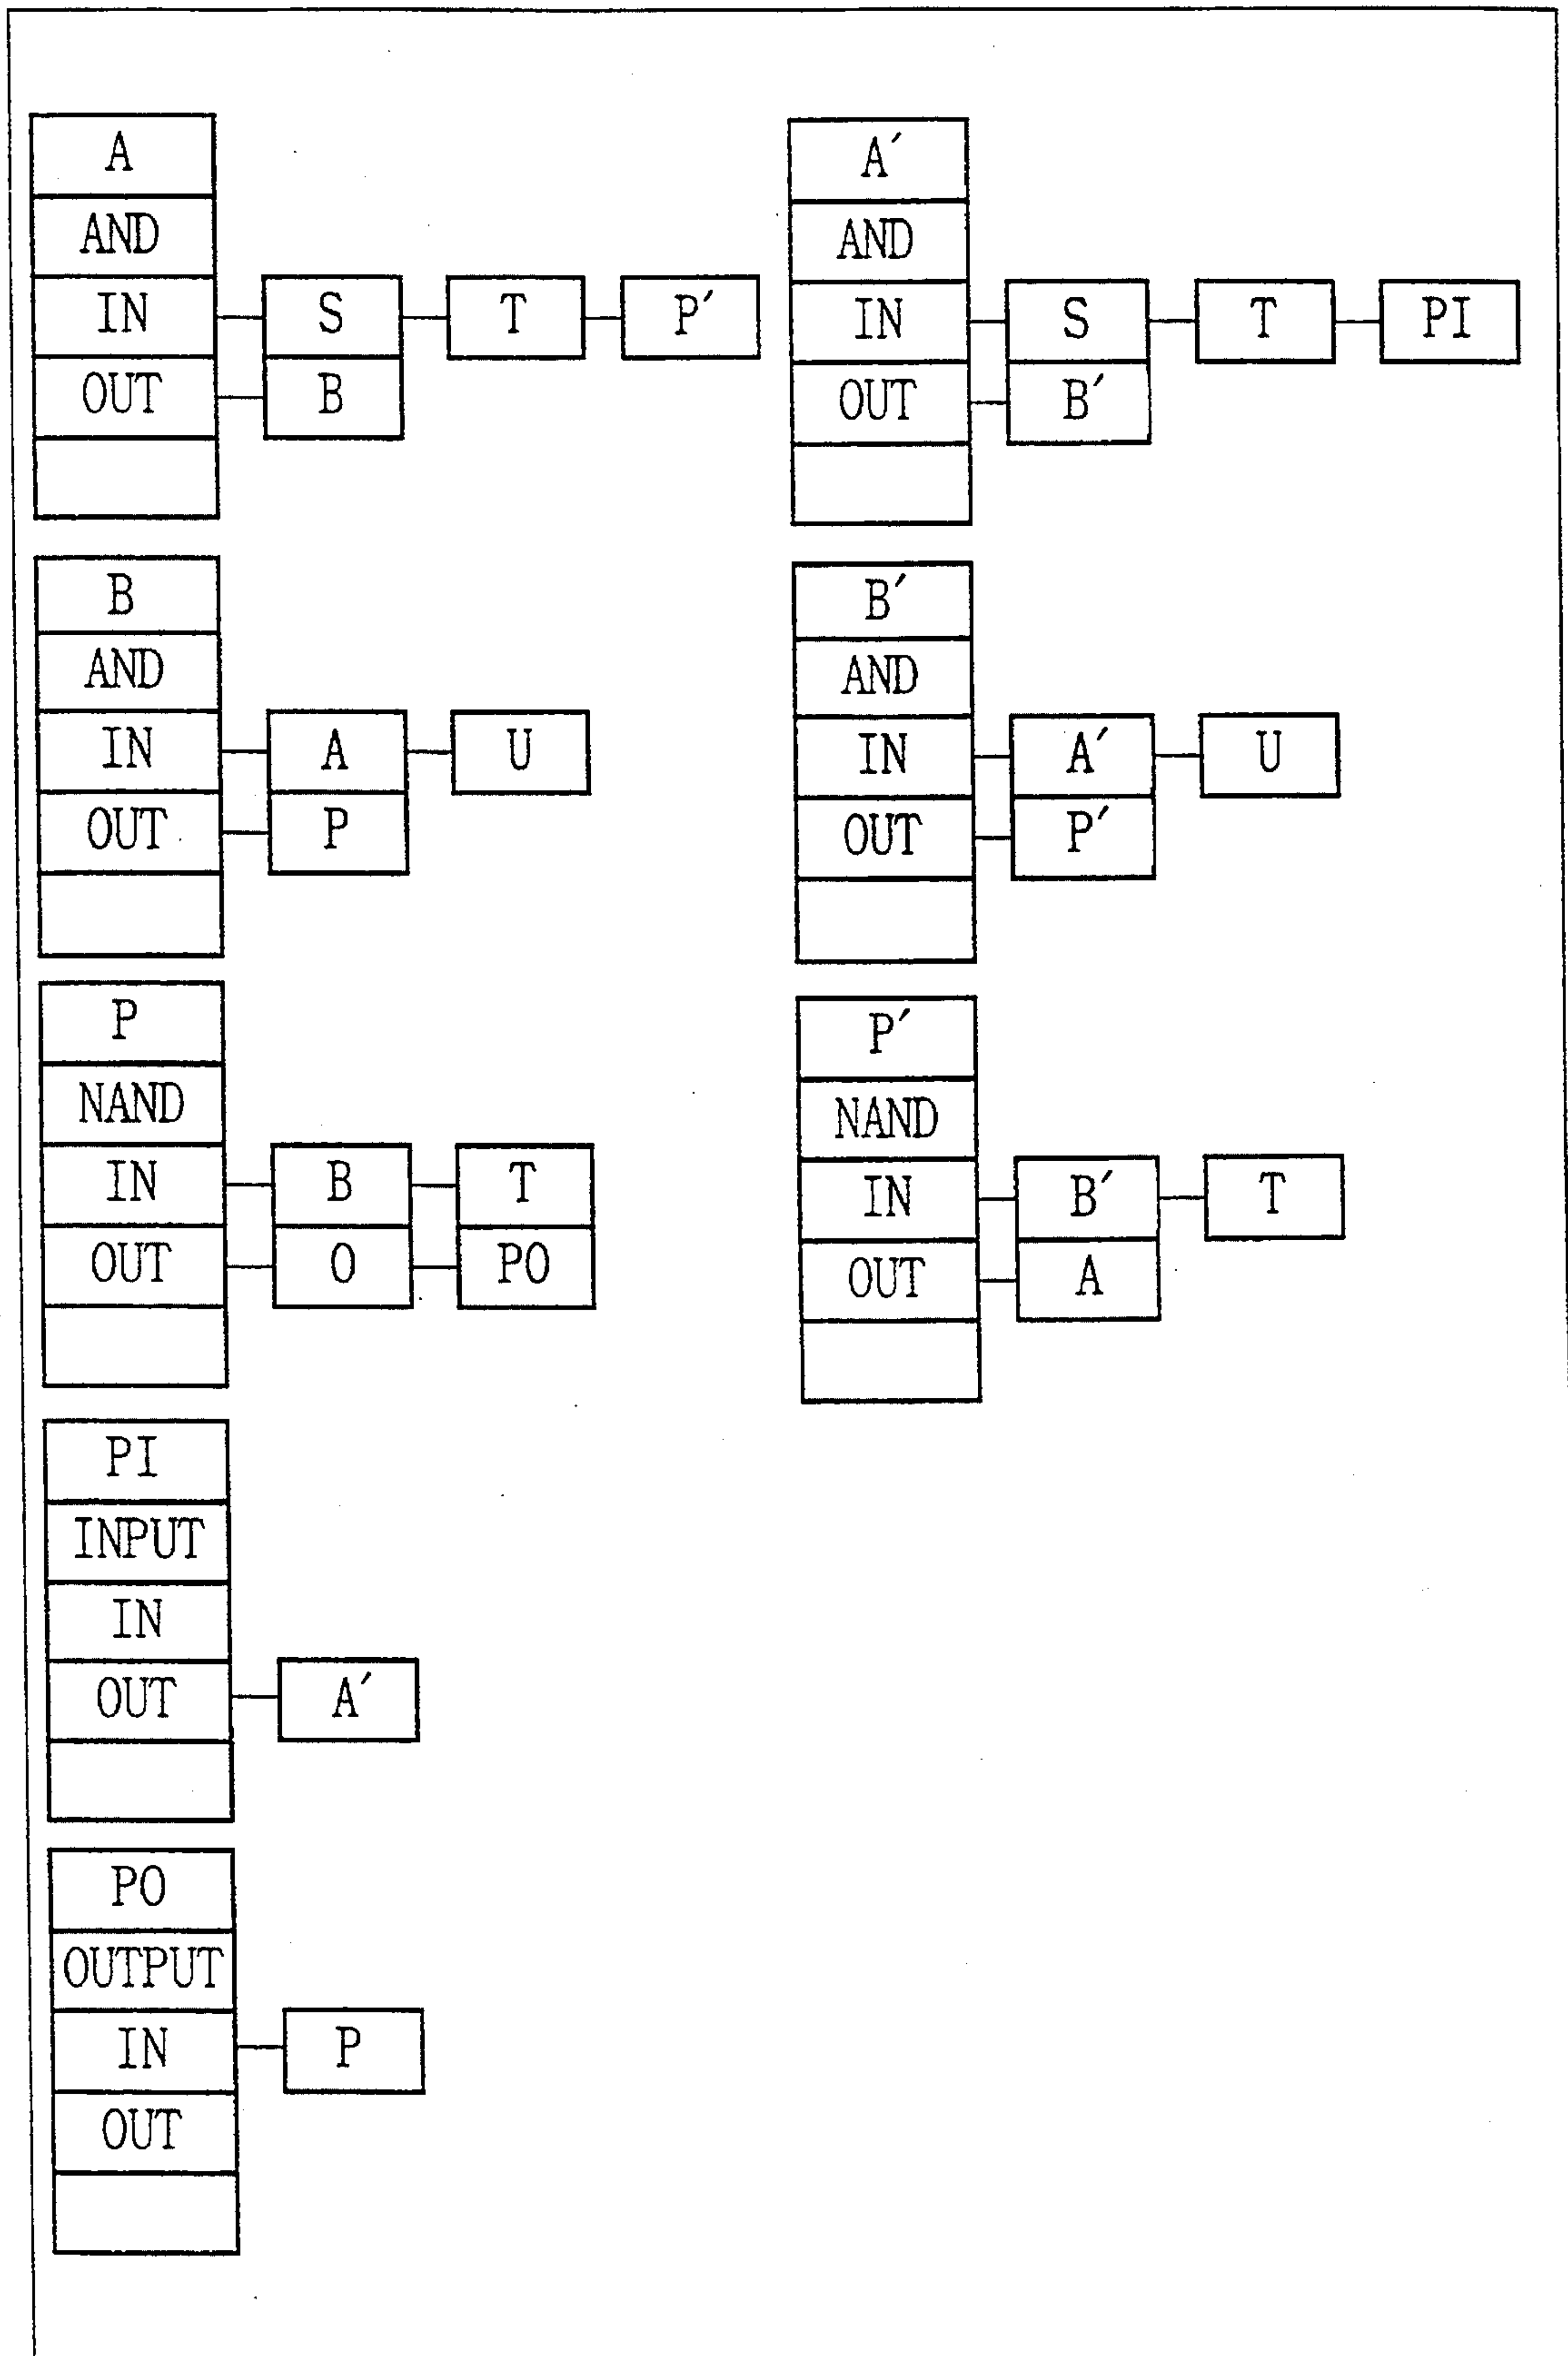 A
AND
IN S T P′
OUT B
B
AND
IN A U
OUT P
P
NAND
IN B T
OUT O PO
PI
INPUT
IN
OUT A′
PO
OUTPUT
IN P
OUT
A′
AND
IN S T PI
OUT B′
B′
AND
IN A′ U
OUT P′
P′
NAND
IN B′ T
OUT A